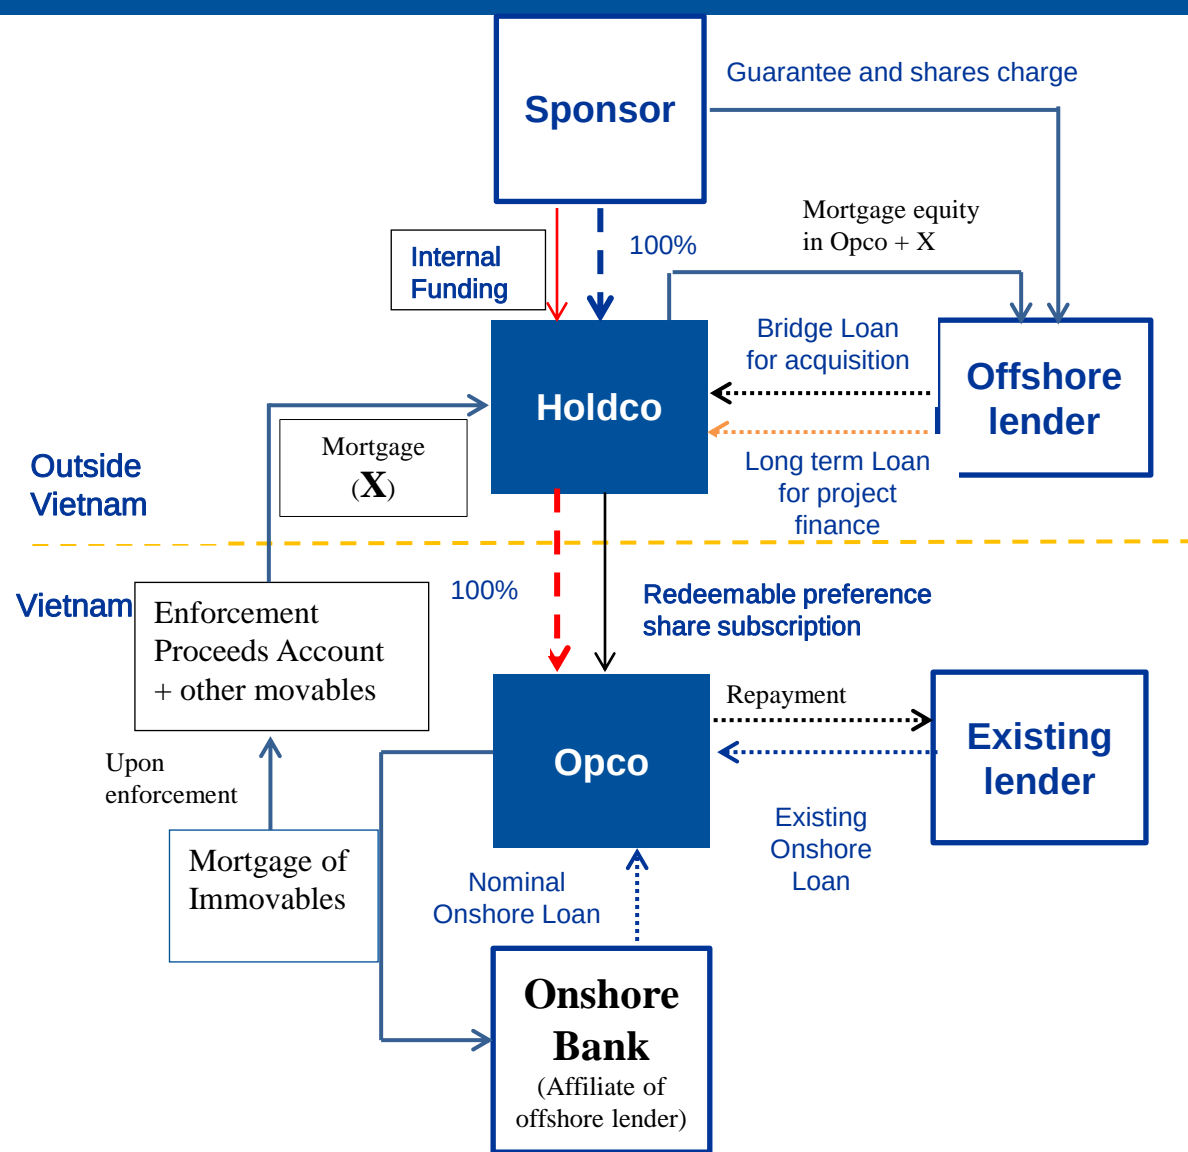 Guarantee and shares charge
Sponsor
Mortgage equity
in Opco + X
100%
Internal
Funding
Bridge Loan
for acquisition
Offshore
lender
Holdco
Mortgage
(X)
Long term Loan
for project
finance
Outside
Vietnam
Vietnam
100%
Redeemable preference
share subscription
Enforcement
Proceeds Account
+ other movables
Repayment
Existing
lender
Opco
Upon
enforcement
Existing
Onshore
Loan
Mortgage of
Immovables
Nominal
Onshore Loan
Onshore
Bank
(Affiliate of
offshore lender)